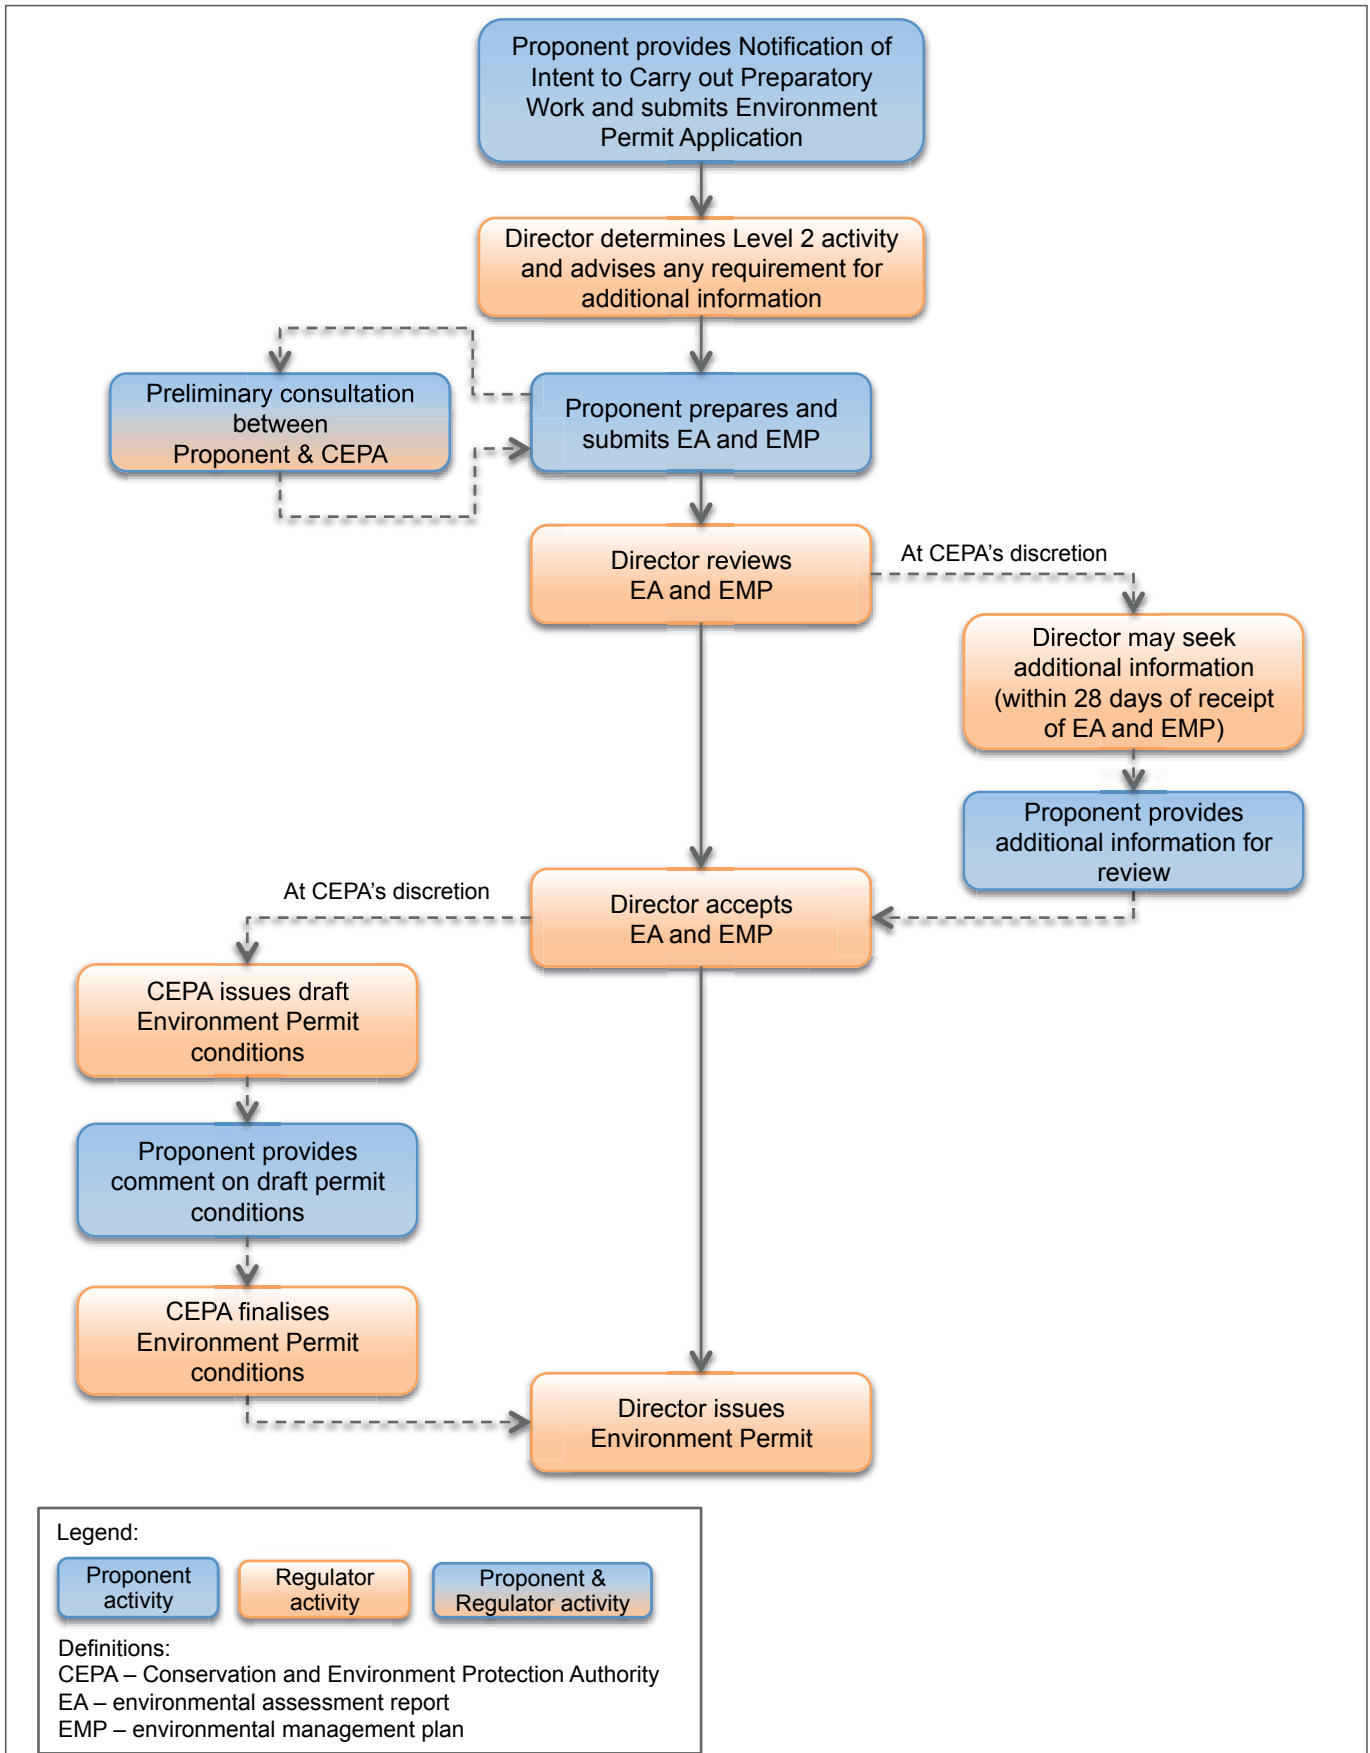 Proponent provides Notification of
Intent to Carry out Preparatory
Work and submits Environment
Permit Application
Director determines Level 2 activity
and advises any requirement for
additional information
Preliminary consultation
between
Proponent & CEPA
Proponent prepares and
submits EA and EMP
Director reviews
EA and EMP
At CEPA’s discretion
Director may seek
additional information
(within 28 days of receipt
of EA and EMP)
Proponent provides
additional information for
review
Director accepts
EA and EMP
At CEPA’s discretion
CEPA issues draft
Environment Permit
conditions
Proponent provides
comment on draft permit
conditions
CEPA finalises
Environment Permit
conditions
Director issues
Environment Permit
Legend:
Proponent
activity
Regulator
activity
Proponent &
Regulator activity
Definitions:
CEPA – Conservation and Environment Protection Authority
EA – environmental assessment report
EMP – environmental management plan